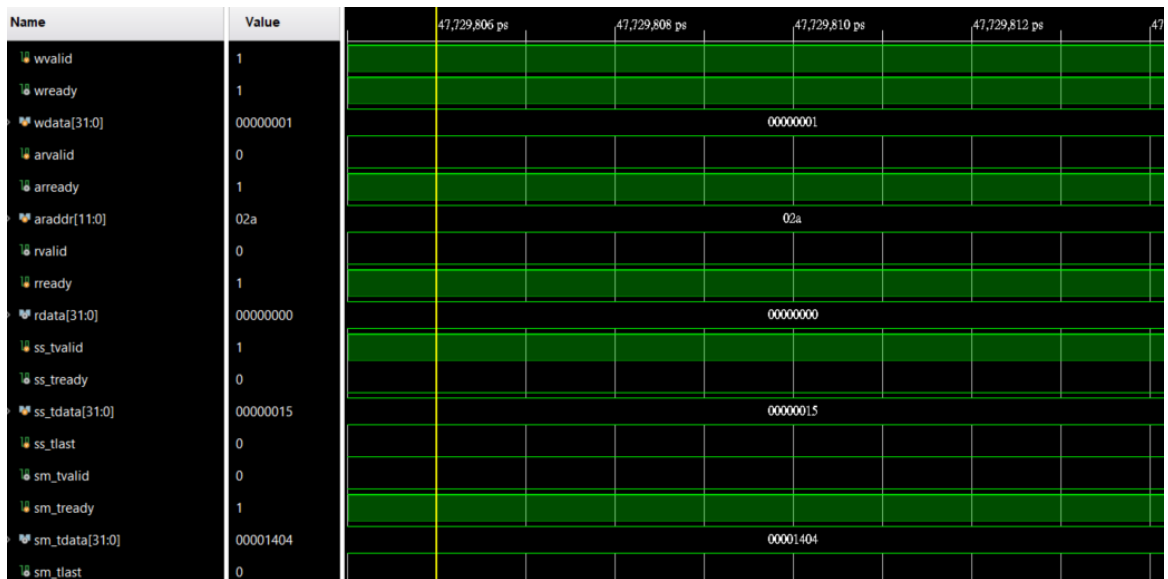 Name Value 47,729,806 ps 47,729,808 ps 47,729,810 ps 47,729,812 ps 47
wvalid 1
wready 1
wdata[31:0] 00000001 00000001
arvalid 0
arready 1
araddr[11:0] 02a 02a
rvalid 0
rready 1
rdata[31:0] 00000000 00000000
ss_tvalid 1
ss_tready 0
ss_tdata[31:0] 00000015 00000015
ss_tlast 0
sm_tvalid 0
sm_tready 1
sm_tdata[31:0] 00001404 00001404
sm_tlast 0